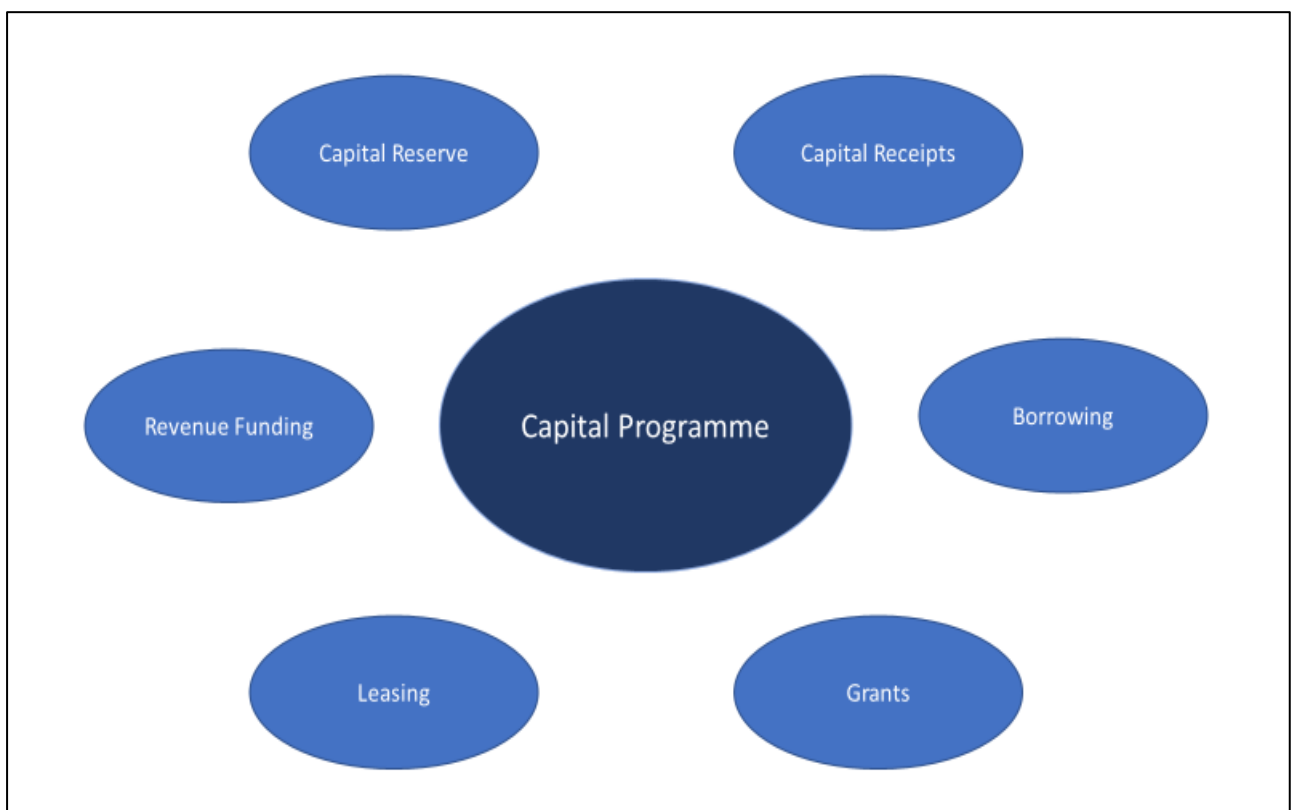 Capital Reserve
Capital Receipts
Revenue Funding
Capital Programme
Borrowing
Leasing
Grants